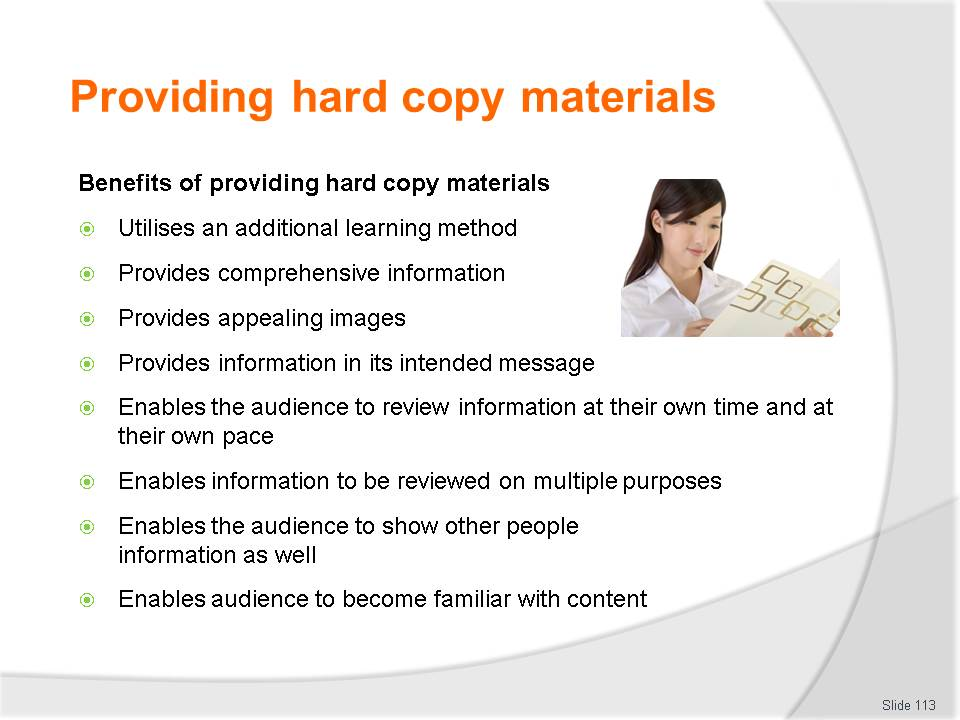 Providing hard copy materials
Benefits of providing hard copy materials
Utilises an additional learning method
Provides comprehensive information
Provides appealing images
Provides information in its intended message
Enables the audience to review information at their own time and at
their own pace
Enables information to be reviewed on multiple purposes
Enables the audience to show other people
information as well
Enables audience to become familiar with content
Slide 113